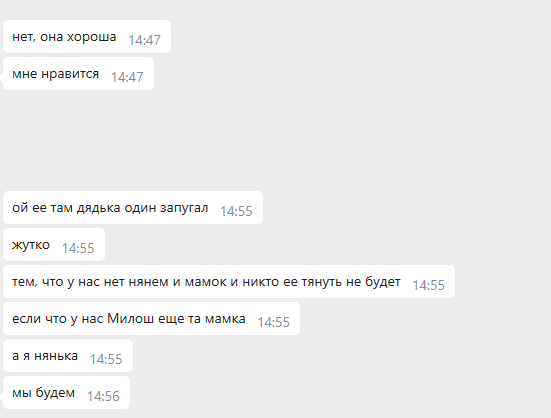 нет, она хороша 14:47
мне нравится 14:47
ой ее там дядька один запугал 14:55
жутко 14:55
тем, что у нас нет нянем и мамок и никто ее тянуть не будет 14:55
если что у нас Милош еще та мамка 14:55
а я нянька 14:55
мы будем 14:56